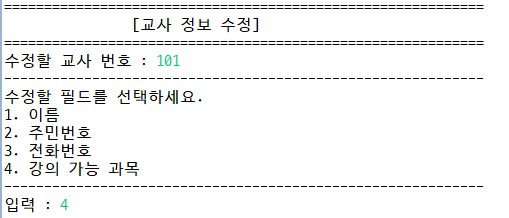 ============================================================
[교사 정보 수정]
============================================================
수정할 교사 번호 : 101
------------------------------------------------------------
수정할 필드를 선택하세요.
1. 이름
2. 주민번호
3. 전화번호
4. 강의 가능 과목
------------------------------------------------------------
입력 : 4